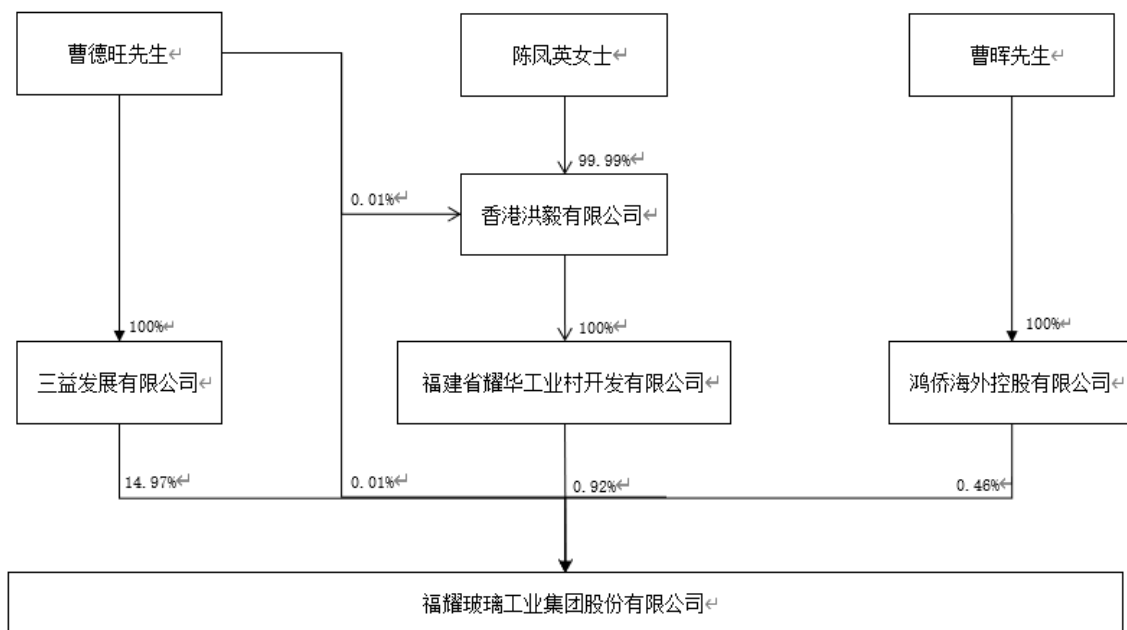 曹德旺先生↵
陈凤英女士↵
曹晖先生↵
99.99%↵
0.01%↵
香港洪毅有限公司↵
100%↵
100%↵
100%↵
三益发展有限公司↵
福建省耀华工业村开发有限公司↵
鸿侨海外控股有限公司↵
14.97%↵
0.01%↵
0.92%↵
0.46%↵
福耀玻璃工业集团股份有限公司↵